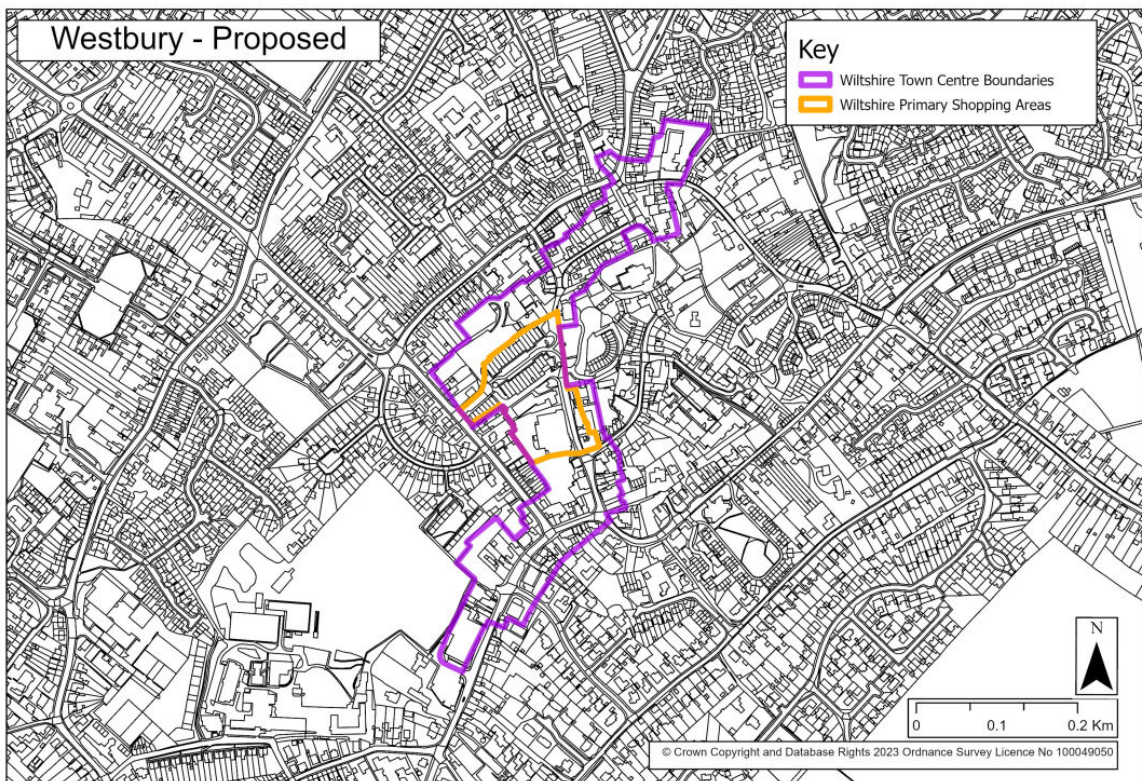 Westbury - Proposed
Key
Wiltshire Town Centre Boundaries
Wiltshire Primary Shopping Areas
N
0 0.1 0.2 Km
© Crown Copyright and Database Rights 2023 Ordnance Survey Licence No 100049050